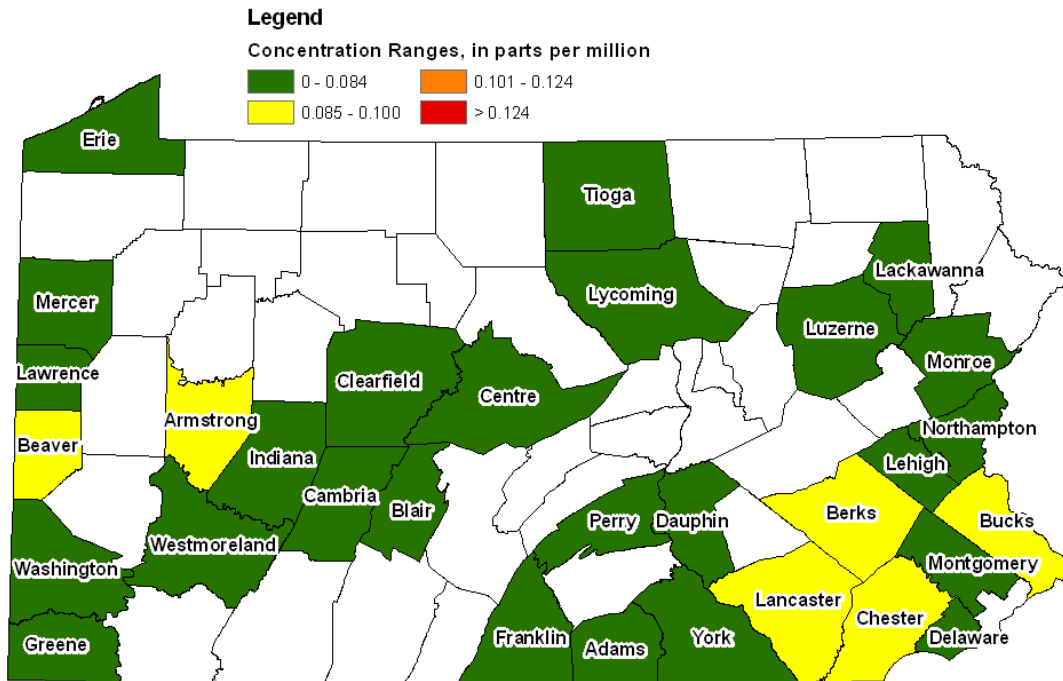 Legend
Concentration Ranges, in parts per million
0 - 0.084 0.101 - 0.124
0.085 - 0.100 > 0.124
Erie
Tioga
Lackawanna
Mercer
Lycoming
Luzerne
Monroe
Lawrence
Clearfield
Centre
Armstrong
Northampton
Beaver
Indiana
Lehigh
Cambria
Blair
Berks
Bucks
Perry Dauphin
Westmoreland
Washington
Montgomery
Lancaster
Chester
Greene
Franklin
Adams
York
Delaware